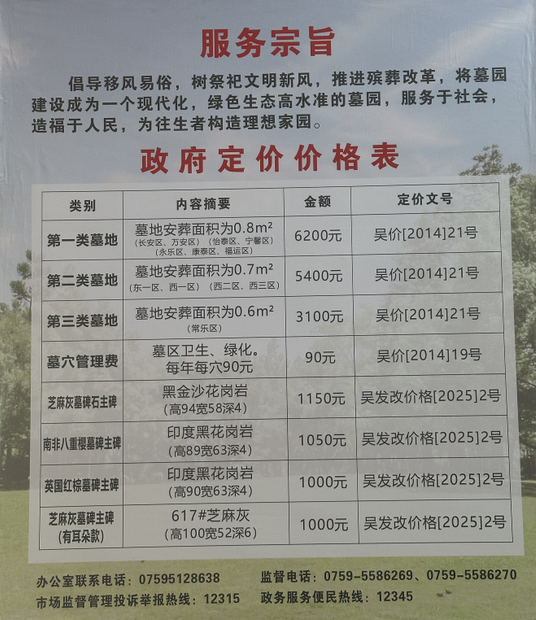 服务宗旨
倡导移风易俗，树祭祀文明新风，推进殡葬改革，将墓园
建设成为一个现代化，绿色生态高水准的墓园，服务于社会，
造福于人民，为往生者构造理想家园。
政府定价价格表
类别 内容摘要 金额 定价文号
第一类墓地 墓地安葬面积为0.8m² 6200元 吴价[2014]21号
(长安区、万安区) (怡泰区、宁馨区)
(永乐区、康泰区、福运区)
第二类墓地 墓地安葬面积为0.7m² 5400元 吴价[2014]21号
(东一区、西一区) (西二区、西三区)
第三类墓地 墓地安葬面积为0.6m² 3100元 吴价[2014]21号
(常乐区)
墓穴管理费 墓区卫生、绿化。 90元 吴价[2014]19号
每年每穴90元
芝麻灰墓碑石主碑 黑金沙花岗岩 1150元 吴发改价格[2025]2号
(高94宽58深4)
南非八重樱墓碑主碑 印度黑花岗岩 1050元 吴发改价格[2025]2号
(高89宽63深4)
英国红棕墓碑主碑 印度黑花岗岩 1000元 吴发改价格[2025]2号
(高90宽63深4)
芝麻灰墓碑主碑 617#芝麻灰 1000元 吴发改价格[2025]2号
(有耳朵款) (高100宽52深6)
办公室联系电话：07595128638 监督电话：0759-5586269、0759-5586270
市场监督管理投诉举报热线：12315 政务服务便民热线：12345